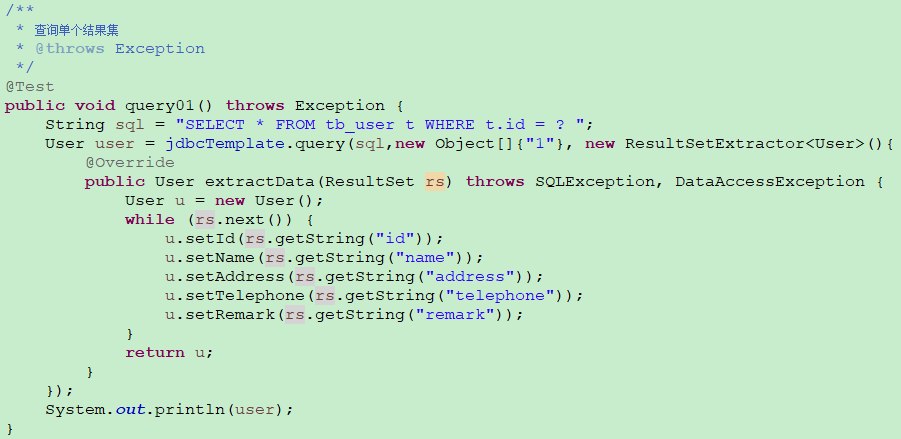 /**
 * 查询单个结果集
 * @throws Exception
 */
@Test
public void query01() throws Exception {
    String sql = "SELECT * FROM tb_user t WHERE t.id = ? ";
    User user = jdbcTemplate.query(sql,new Object[]{"1"}, new ResultSetExtractor<User>(){
        @Override
        public User extractData(ResultSet rs) throws SQLException, DataAccessException {
            User u = new User();
            while (rs.next()) {
                u.setId(rs.getString("id"));
                u.setName(rs.getString("name"));
                u.setAddress(rs.getString("address"));
                u.setTelephone(rs.getString("telephone"));
                u.setRemark(rs.getString("remark"));
            }
            return u;
        }
    });
    System.out.println(user);
}